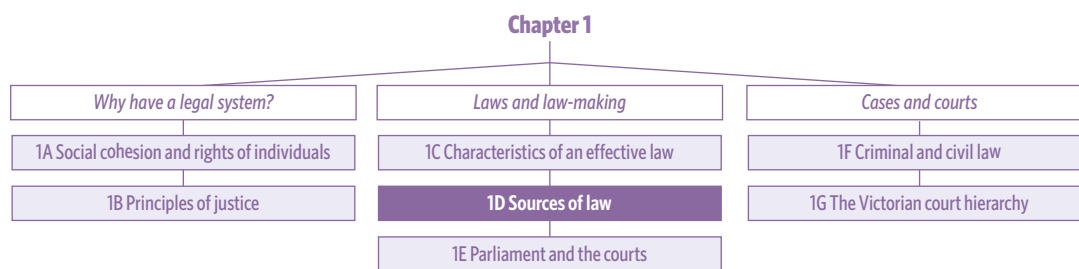 Chapter 1
Why have a legal system?
Laws and law-making
Cases and courts
1A Social cohesion and rights of individuals
1C Characteristics of an effective law
1F Criminal and civil law
1B Principles of justice
1D Sources of law
1G The Victorian court hierarchy
1E Parliament and the courts